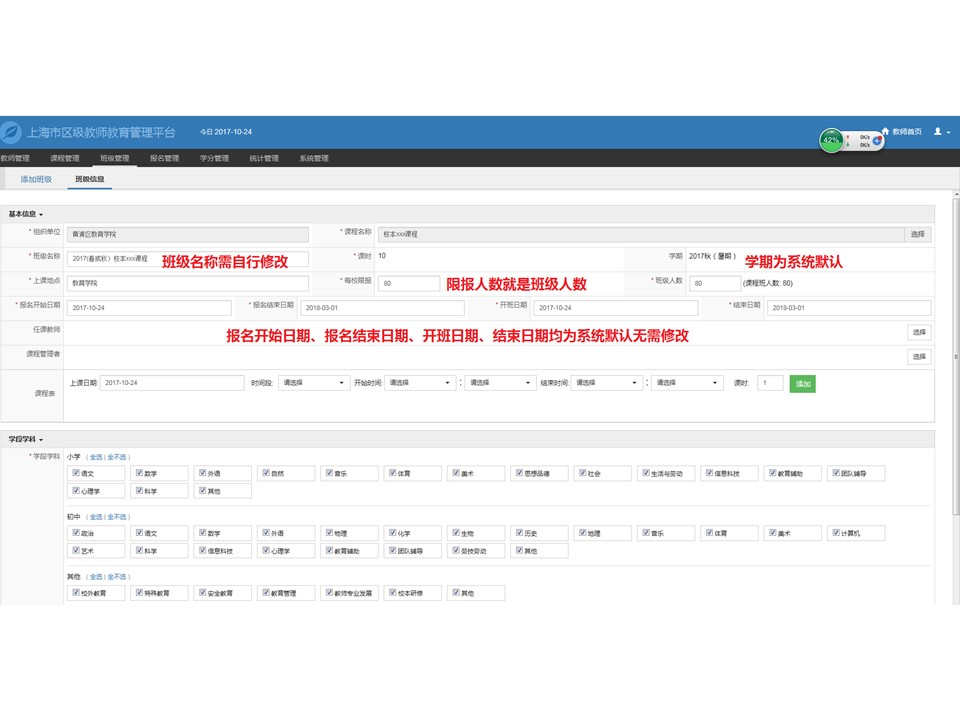 上海市区级教师教育管理平台 今日 2017-10-24
42% 0K/s 0K/s 教师首页
教师管理 课程管理 班级管理 报名管理 学分管理 统计管理 系统管理
添加班级 班级信息
基本信息
* 组织单位 黄浦区教育学院 * 课程名称 校本xxx课程 选择
* 班级名称 2017(春或秋）校本xxx课程 班级名称需自行修改 * 课时 10 学期 2017秋（ 暑期 ） 学期为系统默认
* 上课地点 教育学院 * 每校限报 80 限报人数就是班级人数 * 班级人数 80 (课程班人数: 80)
* 报名开始日期 2017-10-24 * 报名结束日期 2018-03-01 * 开班日期 2017-10-24 * 结束日期 2018-03-01
任课教师 报名开始日期、报名结束日期、开班日期、结束日期均为系统默认无需修改 选择
课程管理者 选择
课程表 上课日期: 2017-10-24 时间段: 请选择 开始时间: 请选择 : 请选择 结束时间: 请选择 : 请选择 课时: 1 添加
学段学科
* 学段学科 小学 （ 全选 | 全不选 ）
语文 数学 外语 自然 音乐 体育 美术 思想品德 社会 生活与劳动 信息科技 教育辅助 团队辅导
心理学 科学 其他
初中 （ 全选 | 全不选 ）
政治 语文 数学 外语 物理 化学 生物 历史 地理 音乐 体育 美术 计算机
艺术 科学 信息科技 心理学 教育辅助 团队辅导 劳技劳动 其他
其他 （ 全选 | 全不选 ）
校外教育 特殊教育 安全教育 教育管理 教师专业发展 校本研修 其他